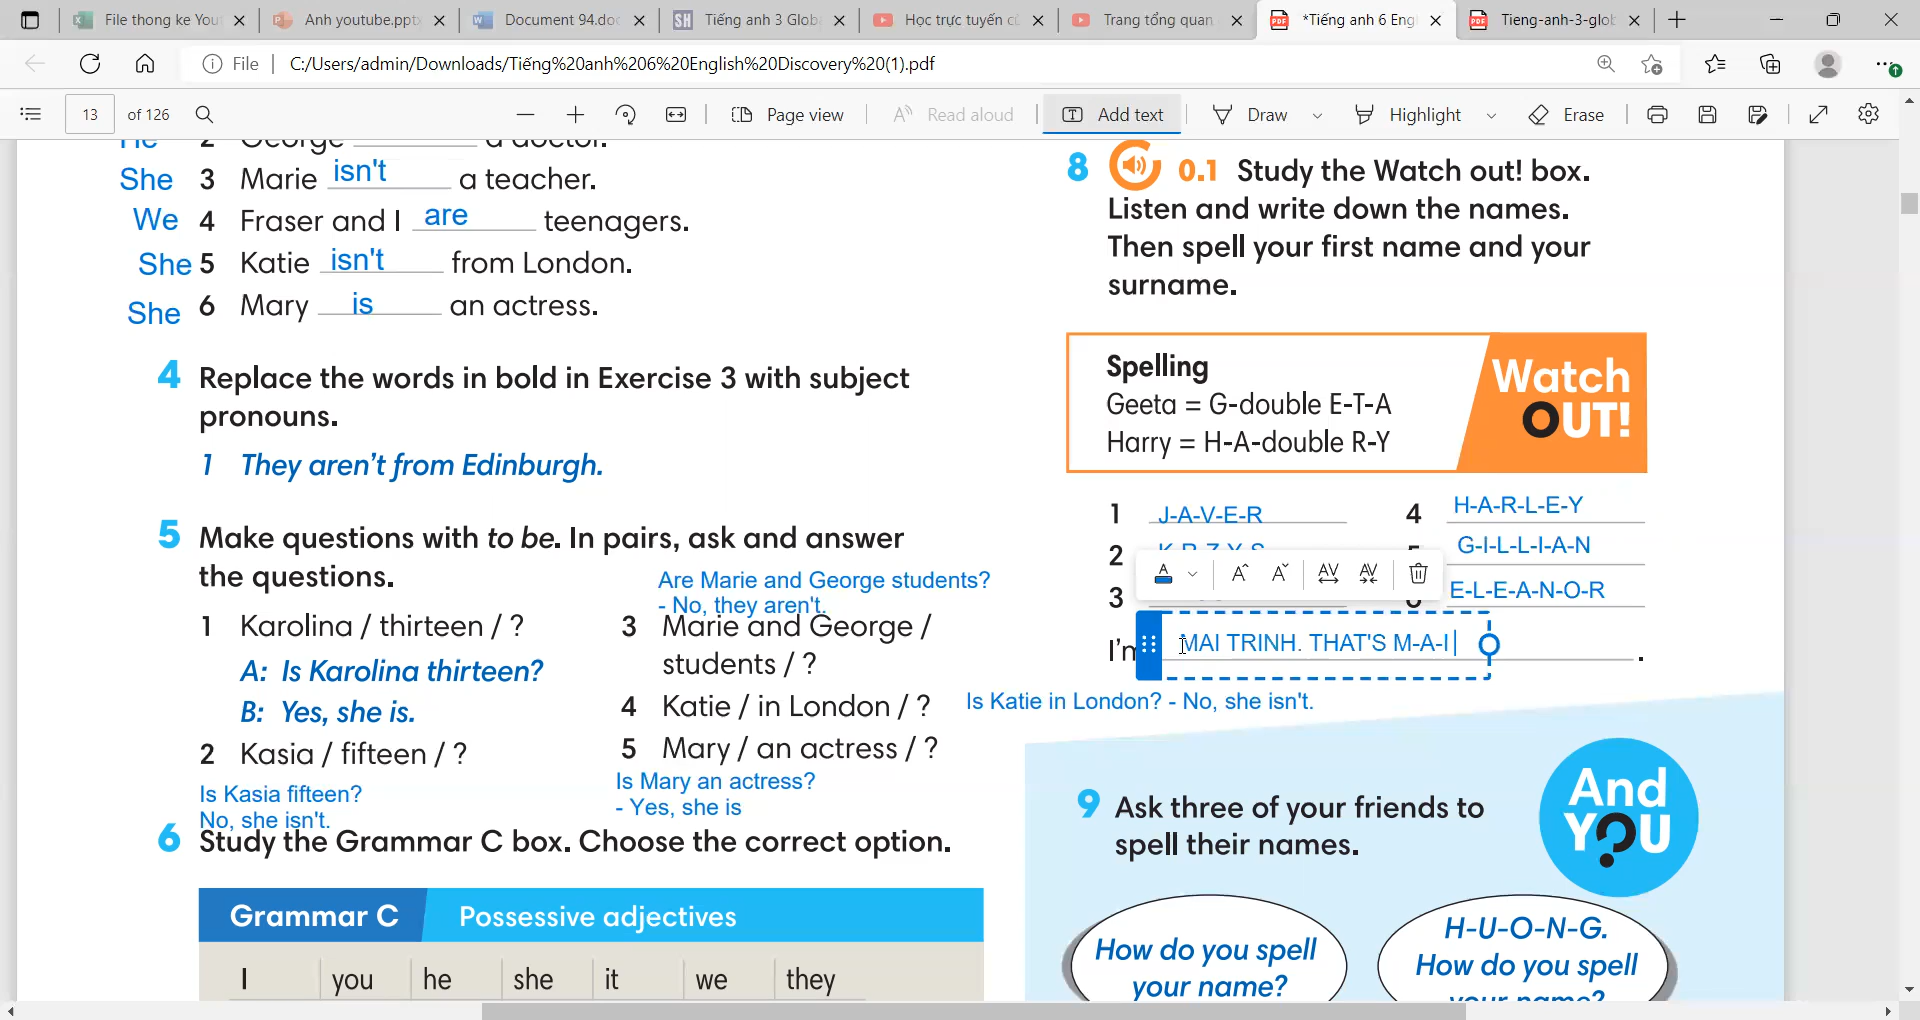 File thong ke You
Anh youtube.ppt
Document 94.doc
Tiếng anh 3 Glob
Học trực tuyến c
Trang tổng quan
*Tiếng anh 6 Engl
Tieng-anh-3-glob
File
C:/Users/admin/Downloads/Tiếng%20anh%206%20English%20Discovery%20(1).pdf
13 of 126
Page view
Read aloud
Add text
Draw
Highlight
Erase
He 2 George a doctor.
She 3 Marie isn't a teacher.
We 4 Fraser and I are teenagers.
She 5 Katie isn't from London.
She 6 Mary is an actress.
4 Replace the words in bold in Exercise 3 with subject
pronouns.
1 They aren't from Edinburgh.
5 Make questions with to be. In pairs, ask and answer
the questions.
1 Karolina / thirteen / ?
A: Is Karolina thirteen?
B: Yes, she is.
2 Kasia / fifteen / ?
Is Kasia fifteen?
No, she isn't.
Are Marie and George students?
- No, they aren't.
3 Marie and George /
students / ?
4 Katie / in London / ?
Is Katie in London? - No, she isn't.
5 Mary / an actress / ?
Is Mary an actress?
- Yes, she is
6 Study the Grammar C box. Choose the correct option.
Grammar C Possessive adjectives
I you he she it we they
8 0.1 Study the Watch out! box.
Listen and write down the names.
Then spell your first name and your
surname.
Spelling
Geeta = G-double E-T-A
Harry = H-A-double R-Y
Watch
OUT!
1 J-A-V-E-R
2 K-R-Z-Y-S
3
4 H-A-R-L-E-Y
G-I-L-L-I-A-N
E-L-E-A-N-O-R
I'm MAI TRINH. THAT'S M-A-I .
9 Ask three of your friends to
spell their names.
And
YOU
How do you spell
your name?
H-U-O-N-G.
How do you spell
your name?